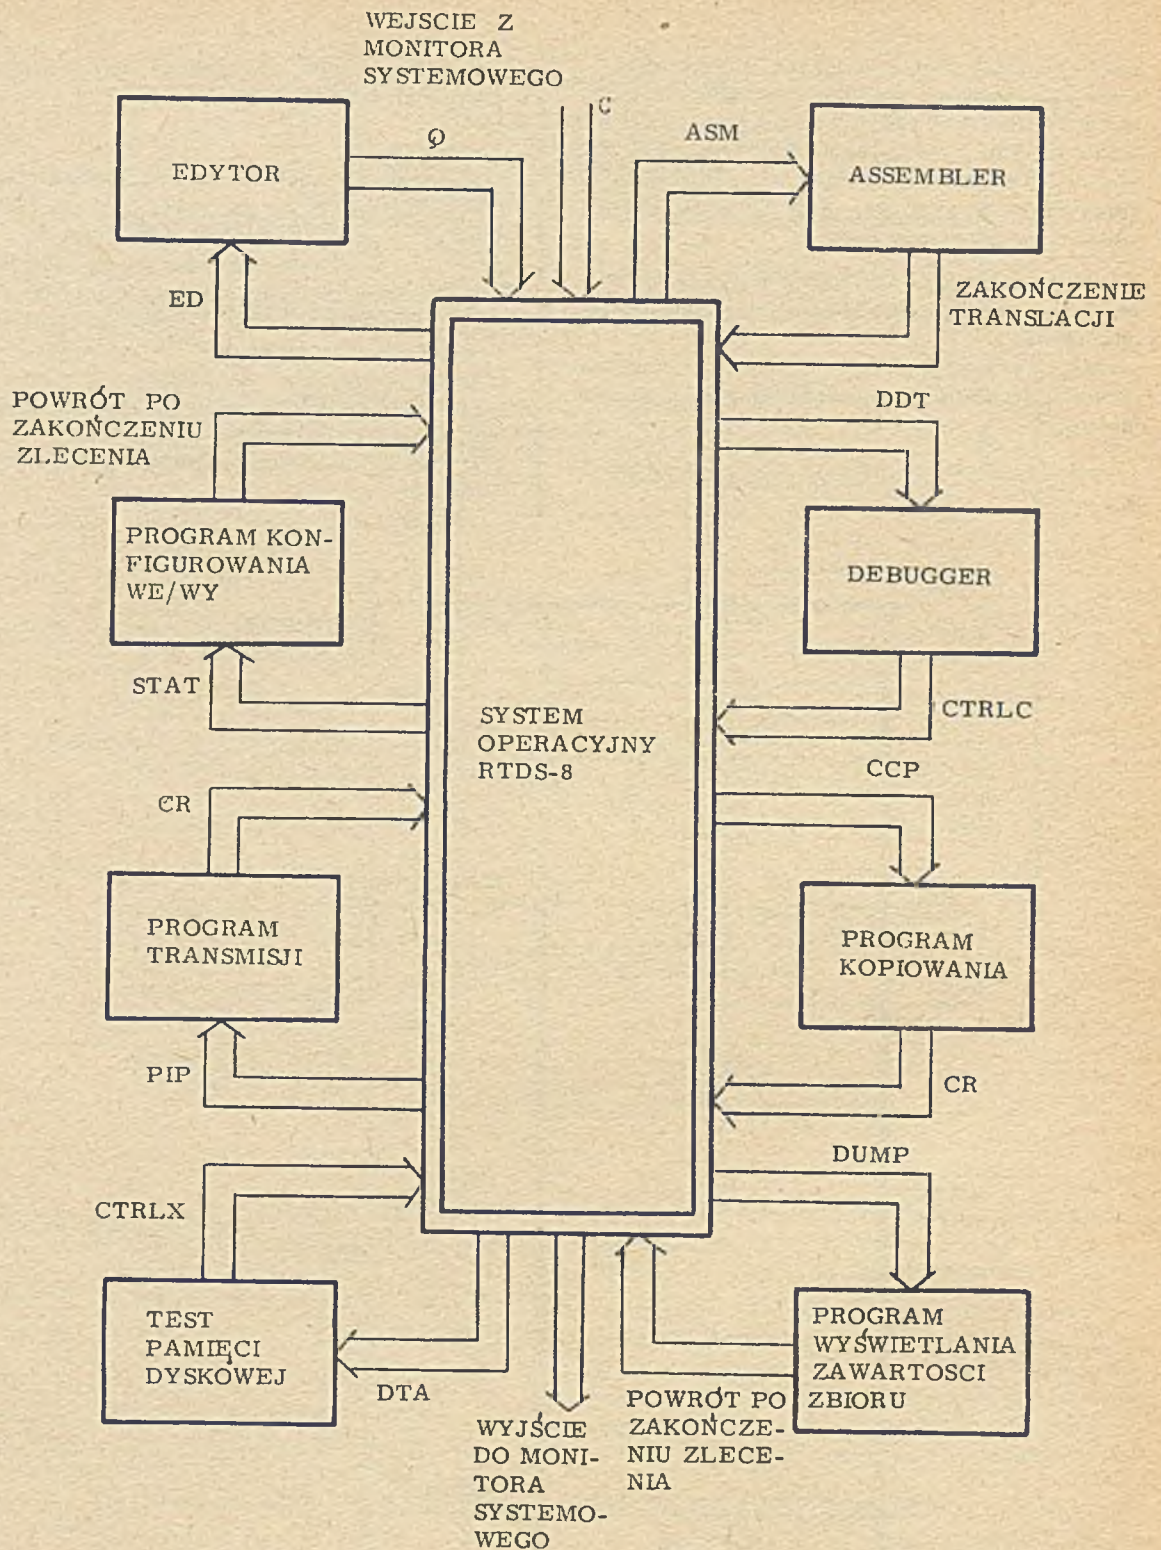 WEJSCIE Z
MONITORA
SYSTEMOWEGO
C
Q
ASM
EDYTOR
ASSEMBLER
ED
ZAKOŃCZENIE
TRANSLACJI
POWRÓT PO
ZAKOŃCZENIU
ZLECENIA
DDT
PROGRAM KON-
FIGUROWANIA
WE/WY
DEBUGGER
STAT
CTRLC
SYSTEM
OPERACYJNY
RTDS-8
CCP
CR
PROGRAM
TRANSMISJI
PROGRAM
KOPIOWANIA
PIP
CR
DUMP
CTRLX
TEST
PAMIĘCI
DYSKOWEJ
PROGRAM
WYŚWIETLANIA
ZAWARTOSCI
ZBIORU
DTA
WYJŚCIE
DO MONI-
TORA
SYSTEMO-
WEGO
POWRÓT PO
ZAKOŃCZE-
NIU ZLECE-
NIA